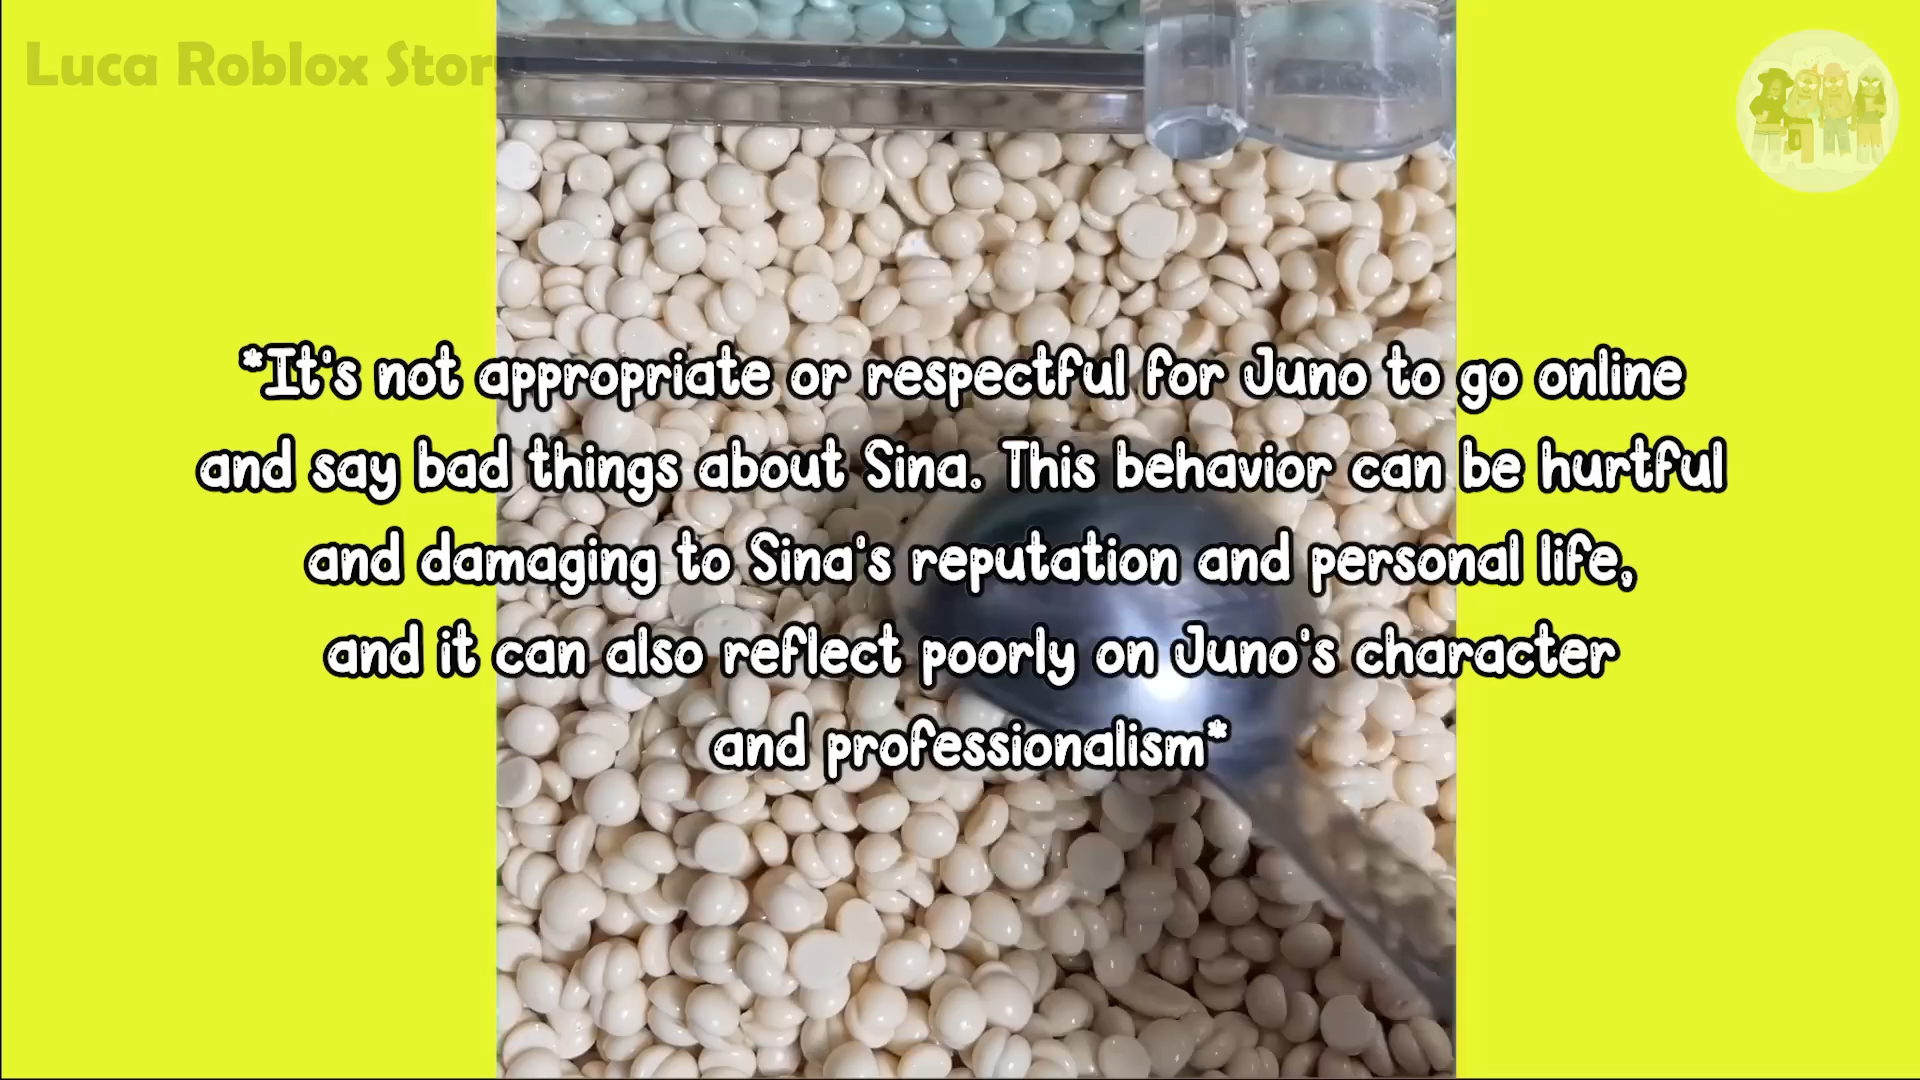 Luca Roblox Story
*It's not appropriate or respectful for Juno to go online
and say bad things about Sina. This behavior can be hurtful
and damaging to Sina's reputation and personal life,
and it can also reflect poorly on Juno's character
and professionalism*